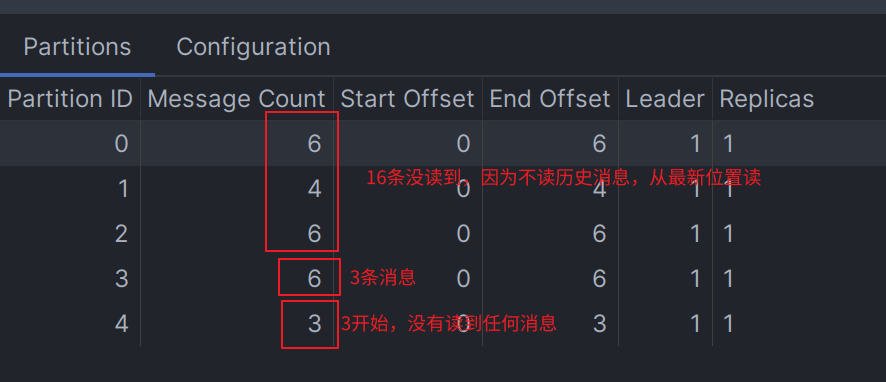 Partitions Configuration
Partition ID Message Count Start Offset End Offset Leader Replicas
0 6 0 6 1 1
16条没读到，因为不读历史消息，从最新位置读
1 4 0 4 1 1
2 6 0 6 1 1
3 6 3条消息 0 6 1 1
4 3 3开始，没有读到任何消息 0 3 1 1